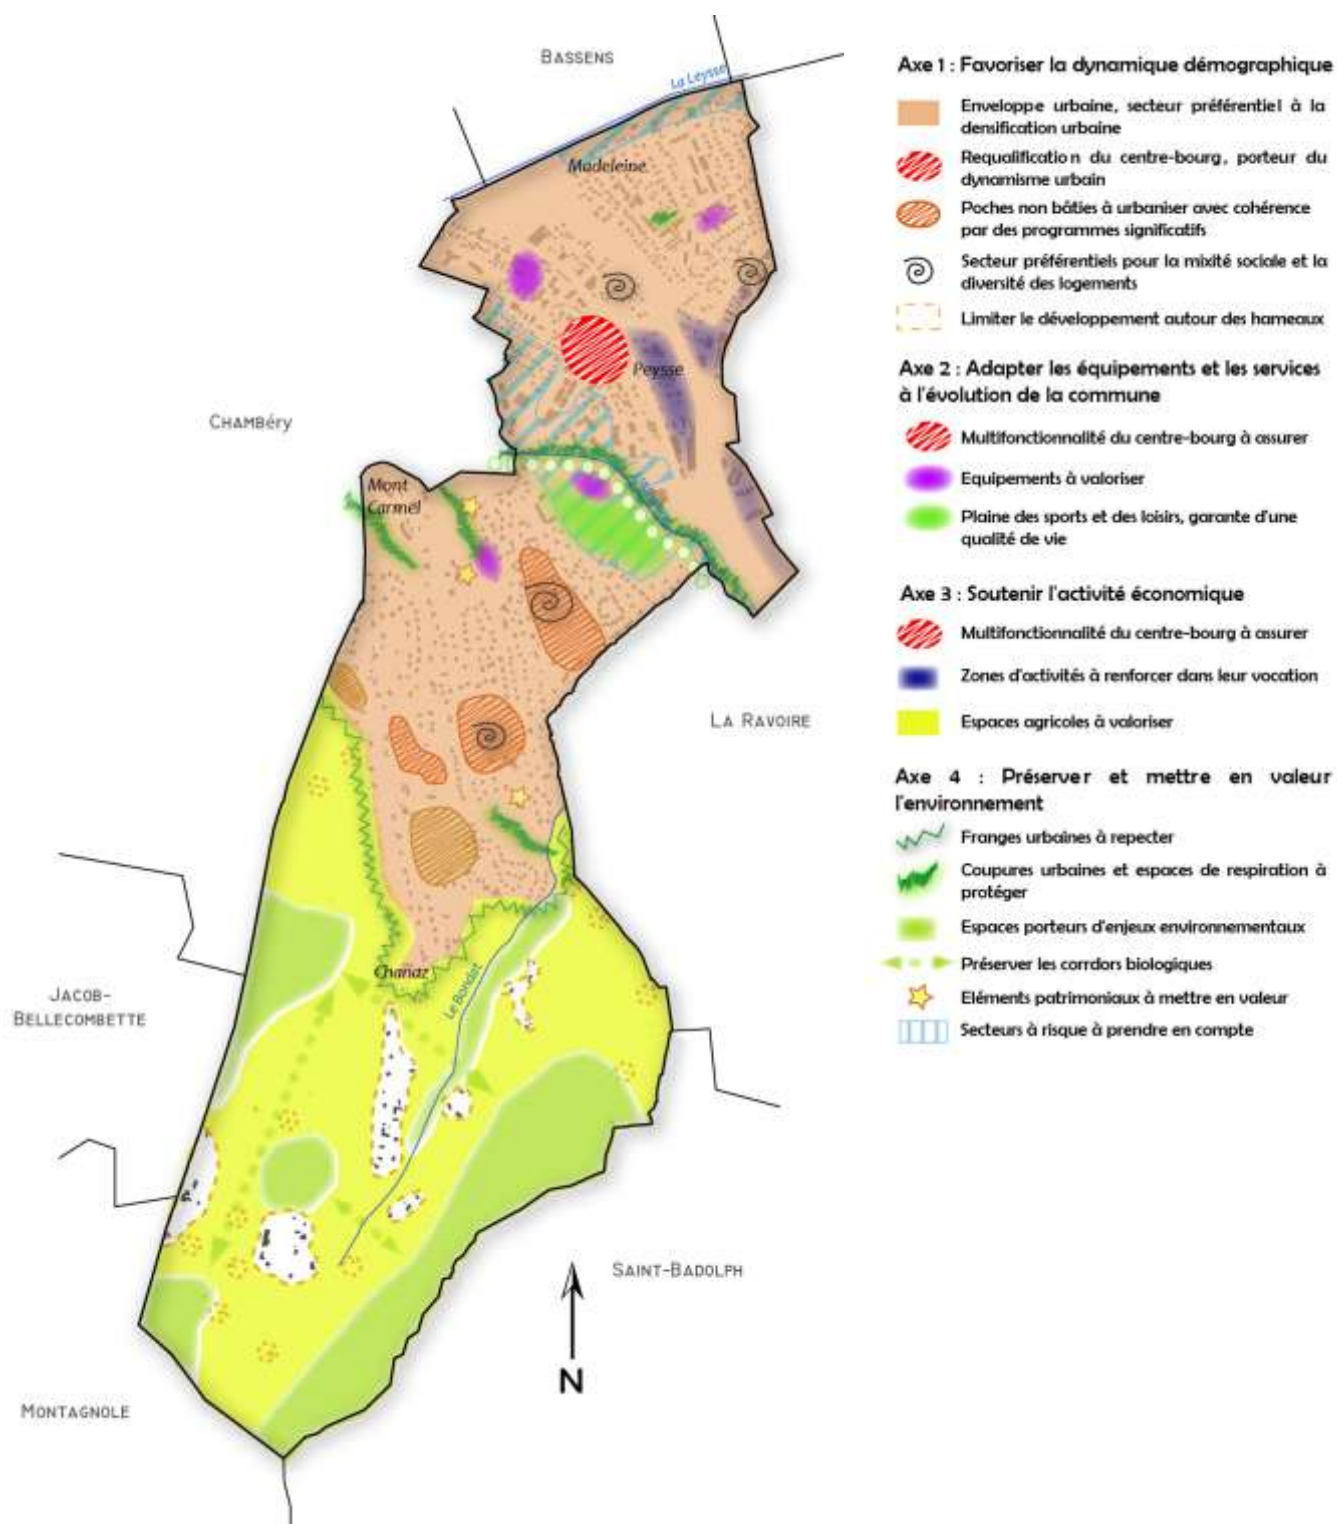 BASSENS
La Leysse
Madeleine
Peysse
CHAMBÉRY
Mont
Carmel
LA RAVOIRE
Chanaz
Le Bondet
JACOB-
BELLECOMBETTE
SAINT-BADOLPH
N
MONTAGNOLE
Axe 1 : Favoriser la dynamique démographique
Enveloppe urbaine, secteur préférentiel à la
densification urbaine
Requalification du centre-bourg, porteur du
dynamisme urbain
Poches non bâties à urbaniser avec cohérence
par des programmes significatifs
Secteur préférentiels pour la mixité sociale et la
diversité des logements
Limiter le développement autour des hameaux
Axe 2 : Adapter les équipements et les services
à l'évolution de la commune
Multifonctionnalité du centre-bourg à assurer
Equipements à valoriser
Plaine des sports et des loisirs, garante d'une
qualité de vie
Axe 3 : Soutenir l'activité économique
Multifonctionnalité du centre-bourg à assurer
Zones d'activités à renforcer dans leur vocation
Espaces agricoles à valoriser
Axe 4 : Préserver et mettre en valeur
l'environnement
Franges urbaines à repecter
Coupures urbaines et espaces de respiration à
protéger
Espaces porteurs d'enjeux environnementaux
Préserver les corrdors biologiques
Eléments patrimoniaux à mettre en valeur
Secteurs à risque à prendre en compte